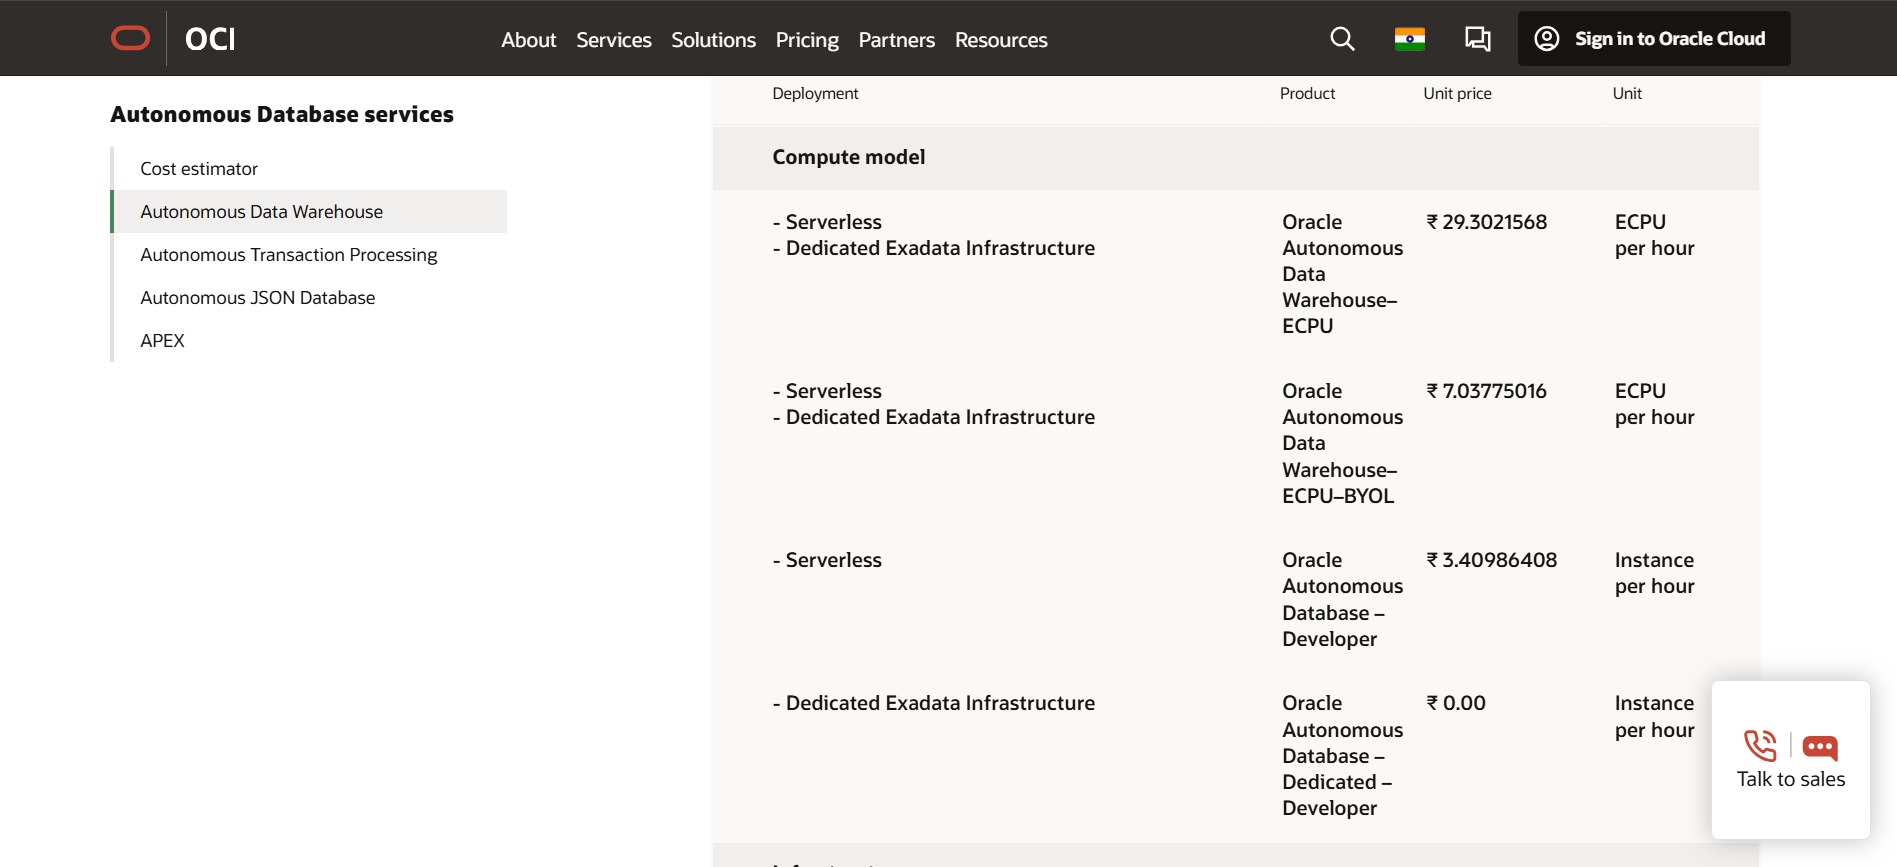 OCI
About Services Solutions Pricing Partners Resources
Sign in to Oracle Cloud
Autonomous Database services
Cost estimator
Autonomous Data Warehouse
Autonomous Transaction Processing
Autonomous JSON Database
APEX
Deployment Product Unit price Unit
Compute model
- Serverless
- Dedicated Exadata Infrastructure
Oracle
Autonomous
Data
Warehouse–
ECPU
₹ 29.3021568
ECPU
per hour
- Serverless
- Dedicated Exadata Infrastructure
Oracle
Autonomous
Data
Warehouse–
ECPU–BYOL
₹ 7.03775016
ECPU
per hour
- Serverless
Oracle
Autonomous
Database –
Developer
₹ 3.40986408
Instance
per hour
- Dedicated Exadata Infrastructure
Oracle
Autonomous
Database –
Dedicated –
Developer
₹ 0.00
Instance
per hour
Talk to sales